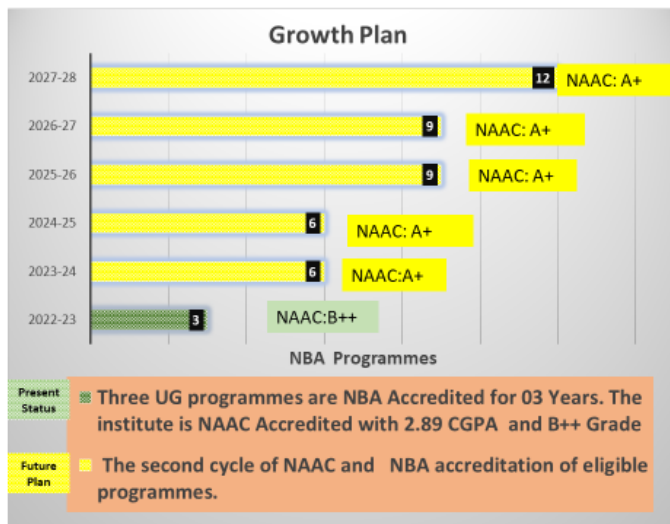 Growth Plan
2027-28 12 NAAC: A+
2026-27 9 NAAC: A+
2025-26 9 NAAC: A+
2024-25 6 NAAC: A+
2023-24 6 NAAC:A+
2022-23 3 NAAC:B++
NBA Programmes
Present
Status
Three UG programmes are NBA Accredited for 03 Years. The
institute is NAAC Accredited with 2.89 CGPA and B++ Grade
Future
Plan
The second cycle of NAAC and NBA accreditation of eligible
programmes.